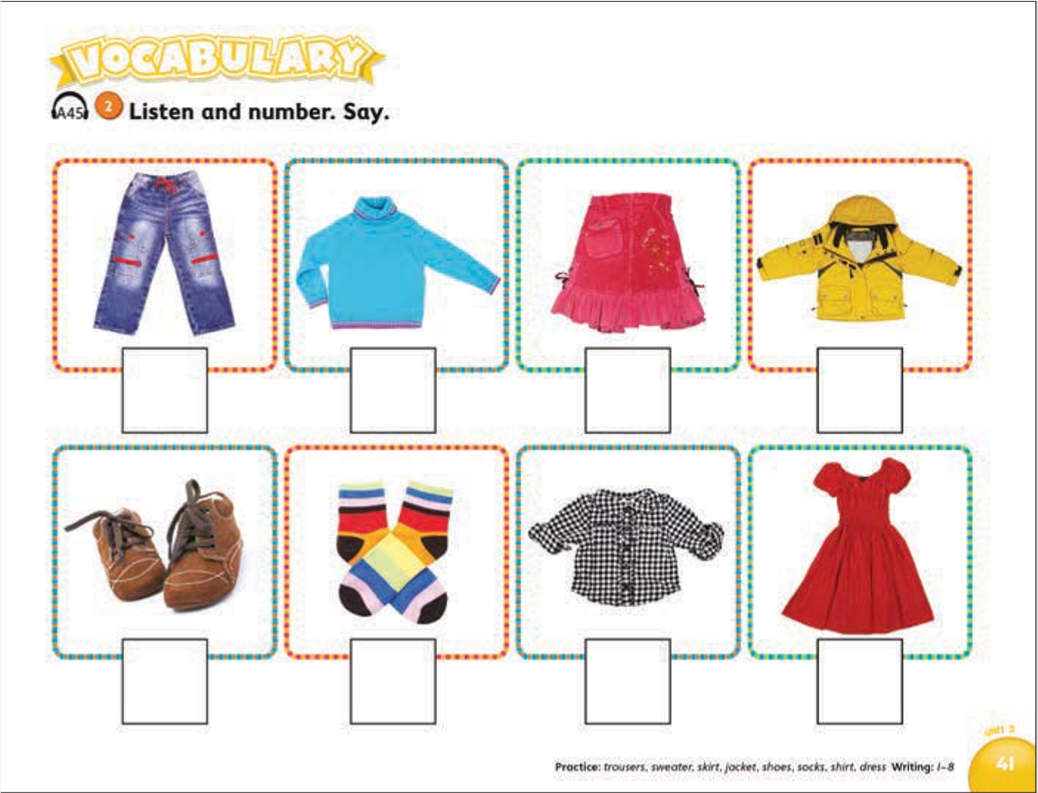 VOCABULARY
A45 2 Listen and number. Say.
UNIT 5
Practice: trousers, sweater, skirt, jacket, shoes, socks, shirt, dress Writing: 1–8
41